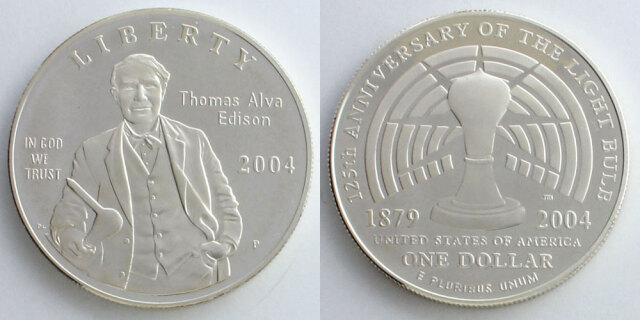 LIBERTY
Thomas Alva
Edison
IN GOD
WE
TRUST
2004
P
125th ANNIVERSARY OF THE LIGHT BULB
1879 2004
UNITED STATES OF AMERICA
ONE DOLLAR
E PLURIBUS UNUM